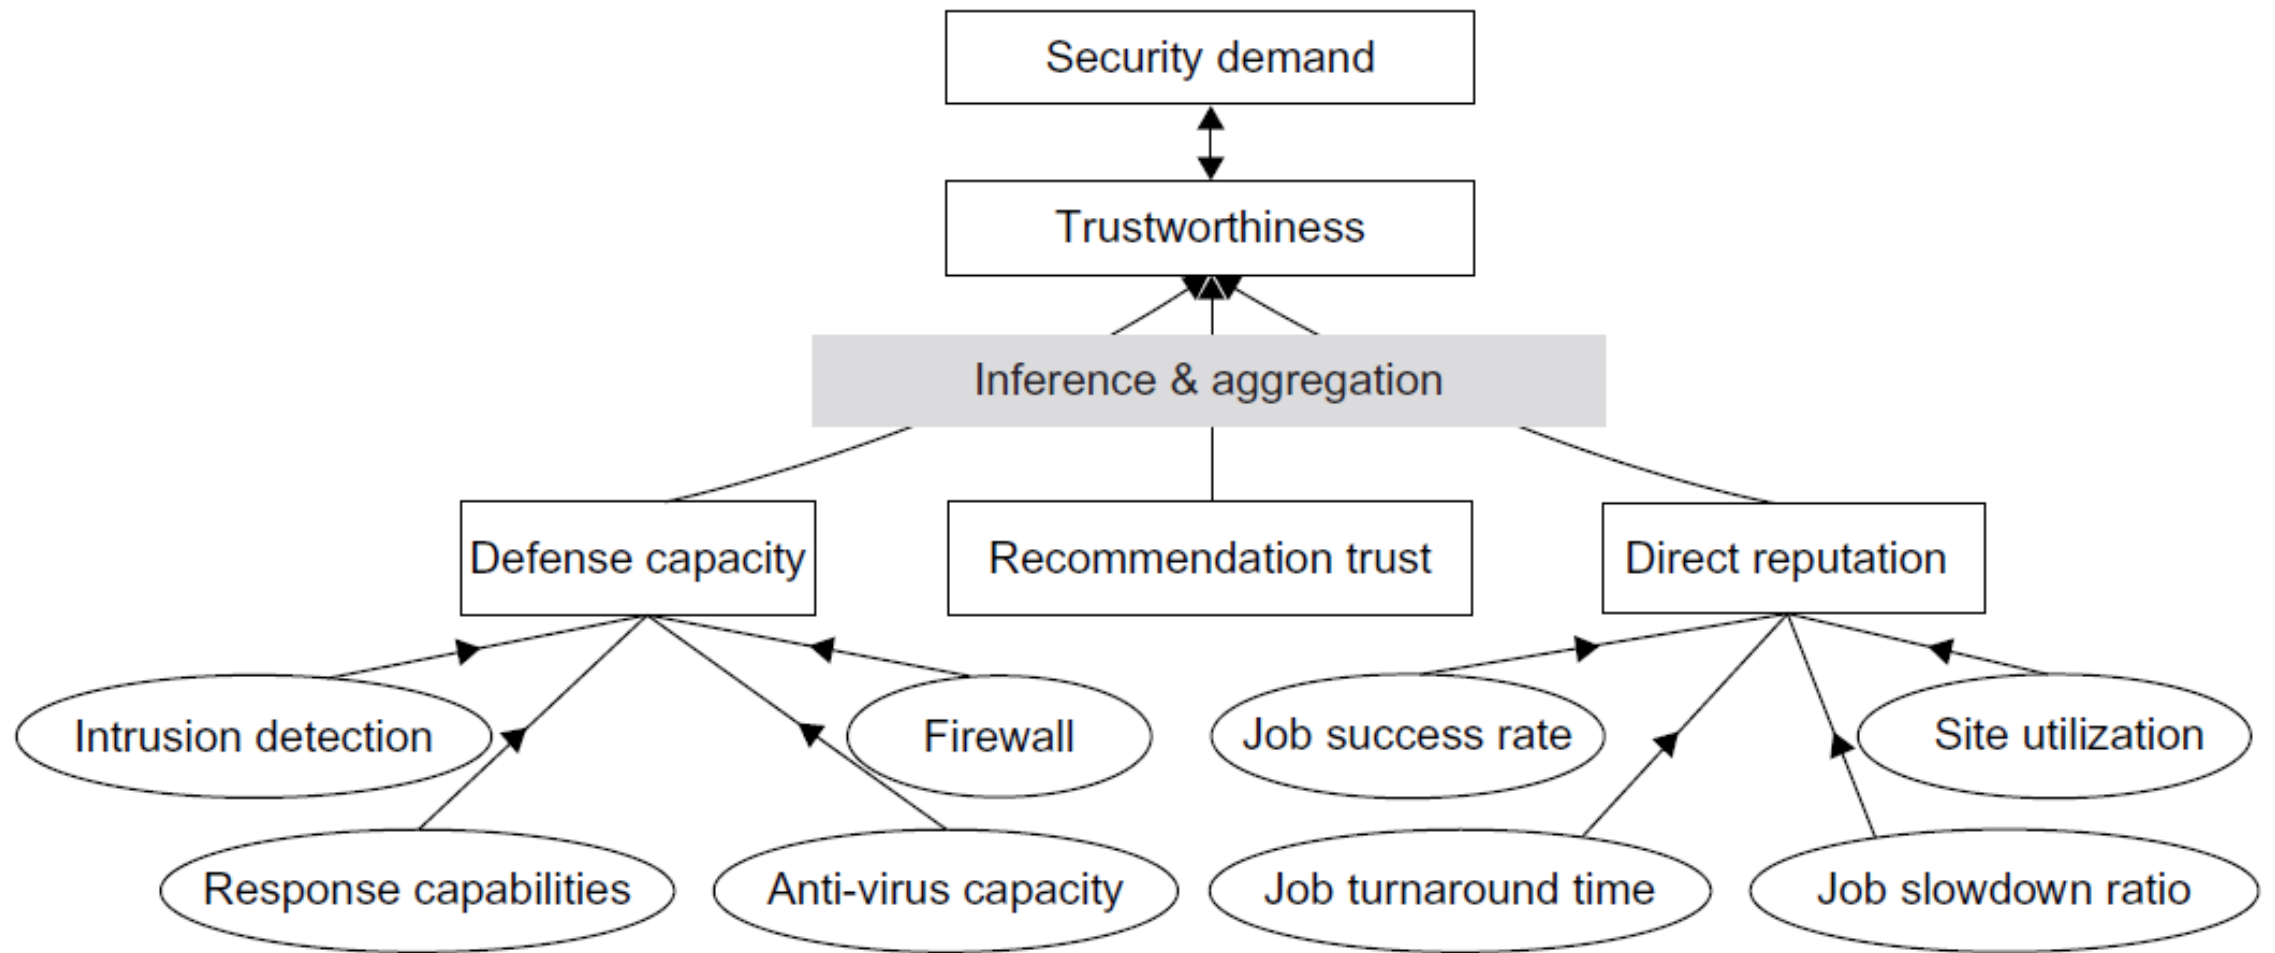 Security demand
Trustworthiness
Inference & aggregation
Defense capacity
Recommendation trust
Direct reputation
Intrusion detection
Firewall
Job success rate
Site utilization
Response capabilities
Anti-virus capacity
Job turnaround time
Job slowdown ratio